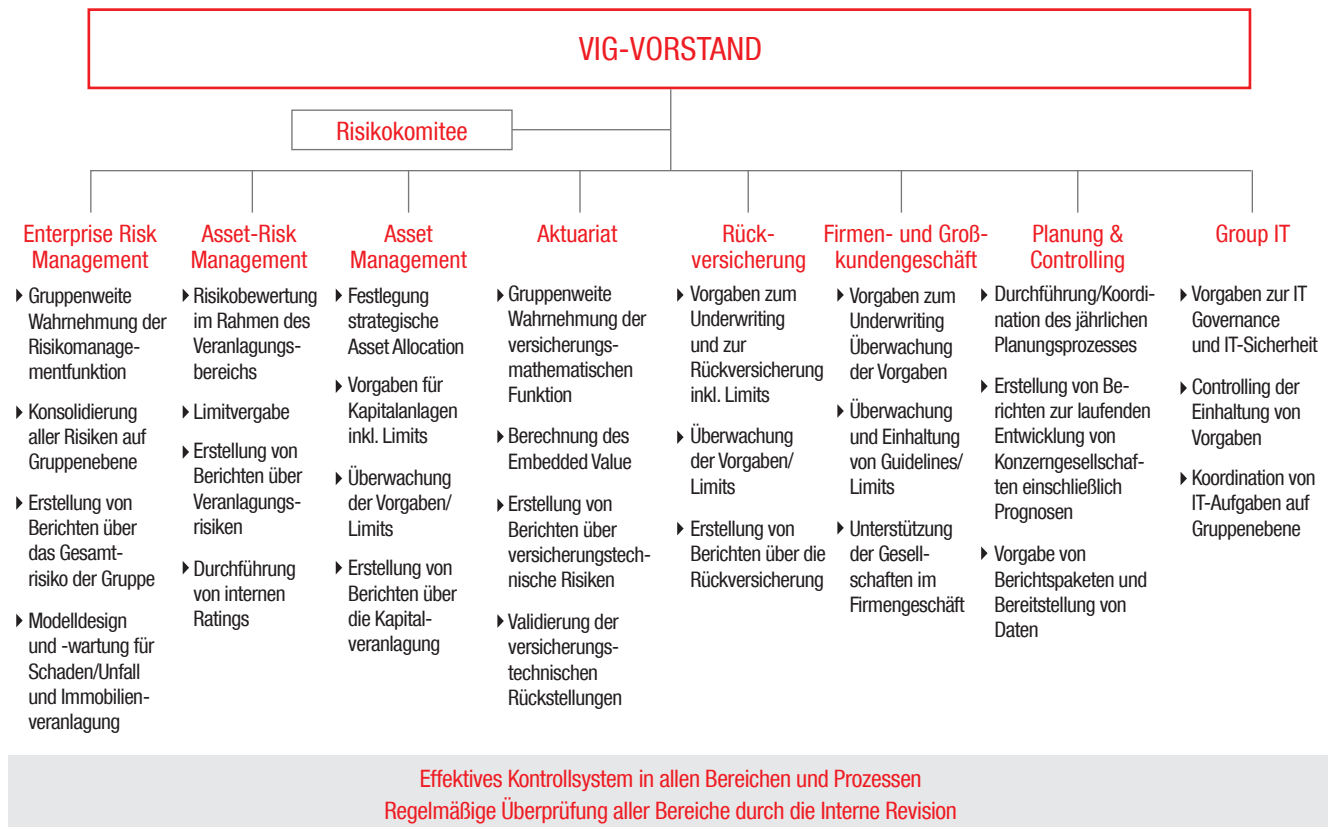 VIG-VORSTAND
Risikokomitee
Enterprise Risk
Management
▶ Gruppenweite
Wahrnehmung der
Risikomanage-
mentfunktion
▶ Konsolidierung
aller Risiken auf
Gruppenebene
▶ Erstellung von
Berichten über
das Gesamt-
risiko der Gruppe
▶ Modelldesign
und -wartung für
Schaden/Unfall
und Immobilien-
veranlagung
Asset-Risk
Management
▶ Risikobewertung
im Rahmen des
Veranlagungs-
bereichs
▶ Limitvergabe
▶ Erstellung von
Berichten über
Veranlagungs-
risiken
▶ Durchführung
von internen
Ratings
Asset
Management
▶ Festlegung
strategische
Asset Allocation
▶ Vorgaben für
Kapitalanlagen
inkl. Limits
▶ Überwachung
der Vorgaben/
Limits
▶ Erstellung von
Berichten über
die Kapital-
veranlagung
Aktuariat
▶ Gruppenweite
Wahrnehmung der
versicherungs-
mathematischen
Funktion
▶ Berechnung des
Embedded Value
▶ Erstellung von
Berichten über
versicherungstech-
nische Risiken
▶ Validierung der
versicherungs-
technischen
Rückstellungen
Rück-
versicherung
▶ Vorgaben zum
Underwriting
und zur
Rückversicherung
inkl. Limits
▶ Überwachung
der Vorgaben/
Limits
▶ Erstellung von
Berichten über die
Rückversicherung
Firmen- und Groß-
kundengeschäft
▶ Vorgaben zum
Underwriting
Überwachung
der Vorgaben
▶ Überwachung
und Einhaltung
von Guidelines/
Limits
▶ Unterstützung
der Gesell-
schaften im
Firmengeschäft
Planung &
Controlling
▶ Durchführung/Koordi-
nation des jährlichen
Planungsprozesses
▶ Erstellung von Be-
richten zur laufenden
Entwicklung von
Konzerngesellschaf-
ten einschließlich
Prognosen
▶ Vorgabe von
Berichtspaketen und
Bereitstellung von
Daten
Group IT
▶ Vorgaben zur IT
Governance
und IT-Sicherheit
▶ Controlling der
Einhaltung von
Vorgaben
▶ Koordination von
IT-Aufgaben auf
Gruppenebene
Effektives Kontrollsystem in allen Bereichen und Prozessen
Regelmäßige Überprüfung aller Bereiche durch die Interne Revision